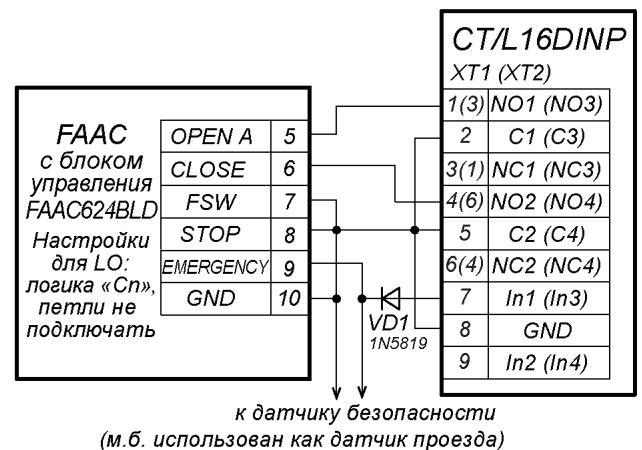 CT/L16DINP
XT1 (XT2)
1(3) NO1 (NO3)
2 C1 (C3)
3(1) NC1 (NC3)
4(6) NO2 (NO4)
5 C2 (C4)
6(4) NC2 (NC4)
7 In1 (In3)
8 GND
9 In2 (In4)
FAAC
с блоком
управления
FAAC624BLD
Настройки
для LO:
логика «Cn»,
петли не
подключать
OPEN A 5
CLOSE 6
FSW 7
STOP 8
EMERGENCY 9
GND 10
VD1
1N5819
к датчику безопасности
(м.б. использован как датчик проезда)